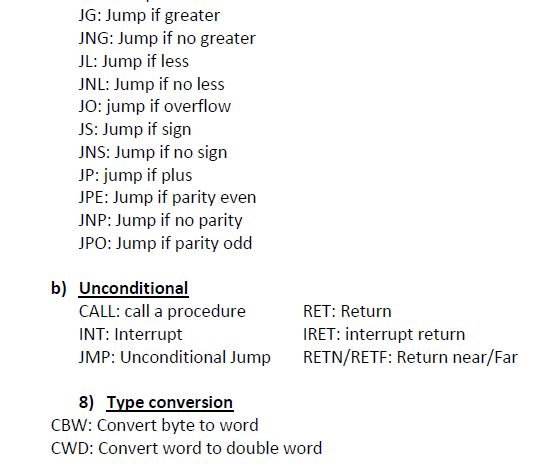 JG: Jump if greater
JNG: Jump if no greater
JL: Jump if less
JNL: Jump if no less
JO: jump if overflow
JS: Jump if sign
JNS: Jump if no sign
JP: jump if plus
JPE: Jump if parity even
JNP: Jump if no parity
JPO: Jump if parity odd
b) Unconditional
CALL: call a procedure RET: Return
INT: Interrupt IRET: interrupt return
JMP: Unconditional Jump RETN/RETF: Return near/Far
8) Type conversion
CBW: Convert byte to word
CWD: Convert word to double word